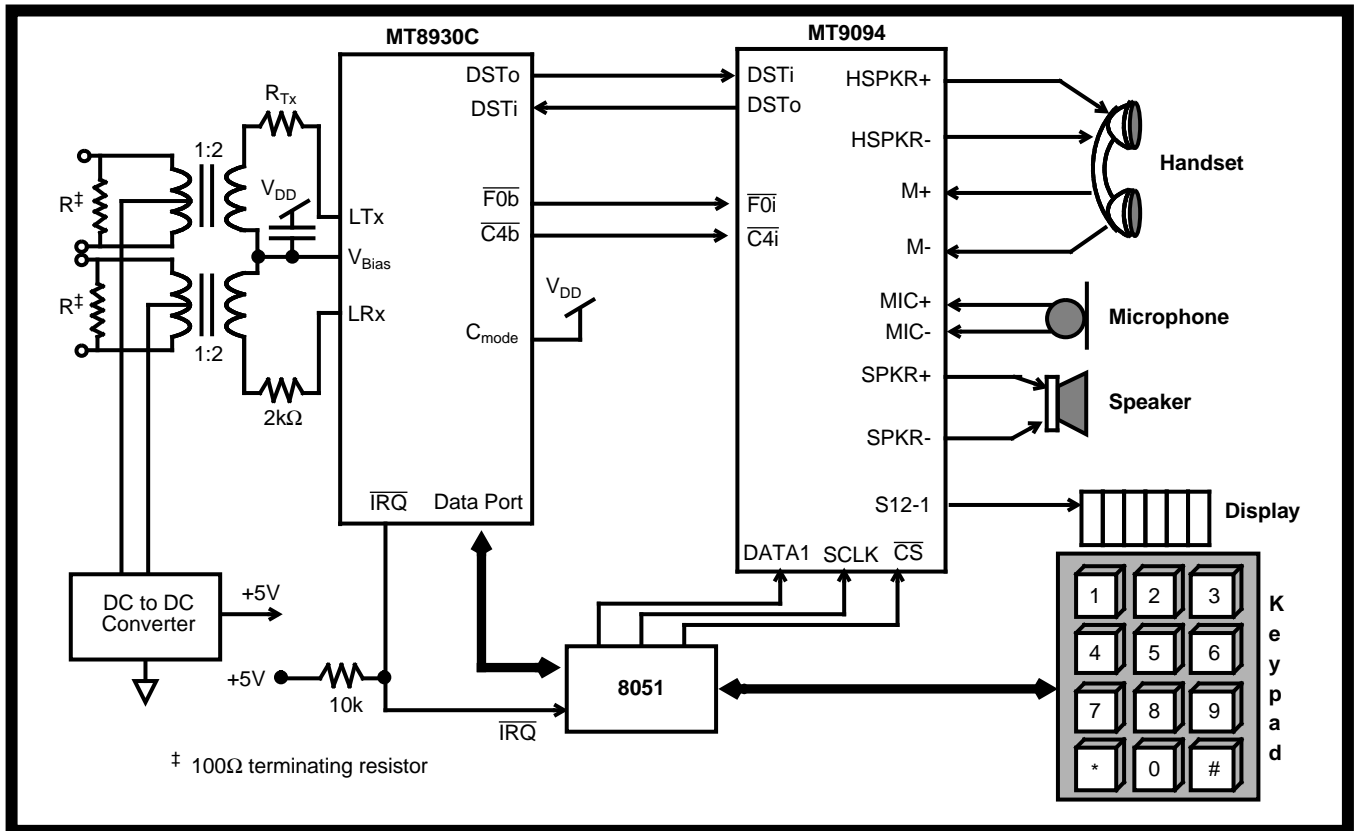 MT8930C
MT9094
DSTo
DSTi
F0b
C4b
C_mode
V_DD
LTx
V_Bias
LRx
IRQ
Data Port
R_Tx
1:2
V_DD
R‡
R‡
1:2
2kΩ
DSTi
DSTo
F0i
C4i
HSPKR+
HSPKR-
M+
M-
MIC+
MIC-
SPKR+
SPKR-
S12-1
DATA1 SCLK CS
Handset
Microphone
Speaker
Display
DC to DC
Converter
+5V
+5V
10k
IRQ
8051
1 2 3
4 5 6
7 8 9
* 0 #
Keypad
‡ 100Ω terminating resistor